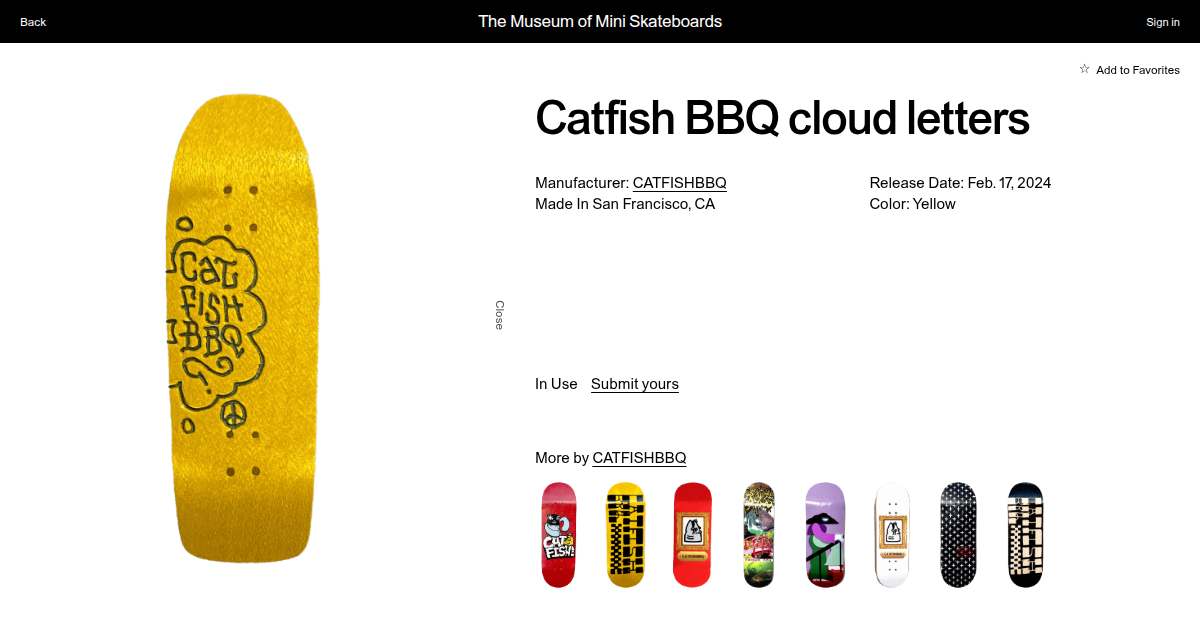 Back
The Museum of Mini Skateboards
Sign in
☆ Add to Favorites
Catfish BBQ cloud letters
Manufacturer: CATFISHBBQ
Made In San Francisco, CA
Release Date: Feb. 17, 2024
Color: Yellow
Cat
FISH
BBQ
Close
In Use Submit yours
More by CATFISHBBQ
CATA
FISH!